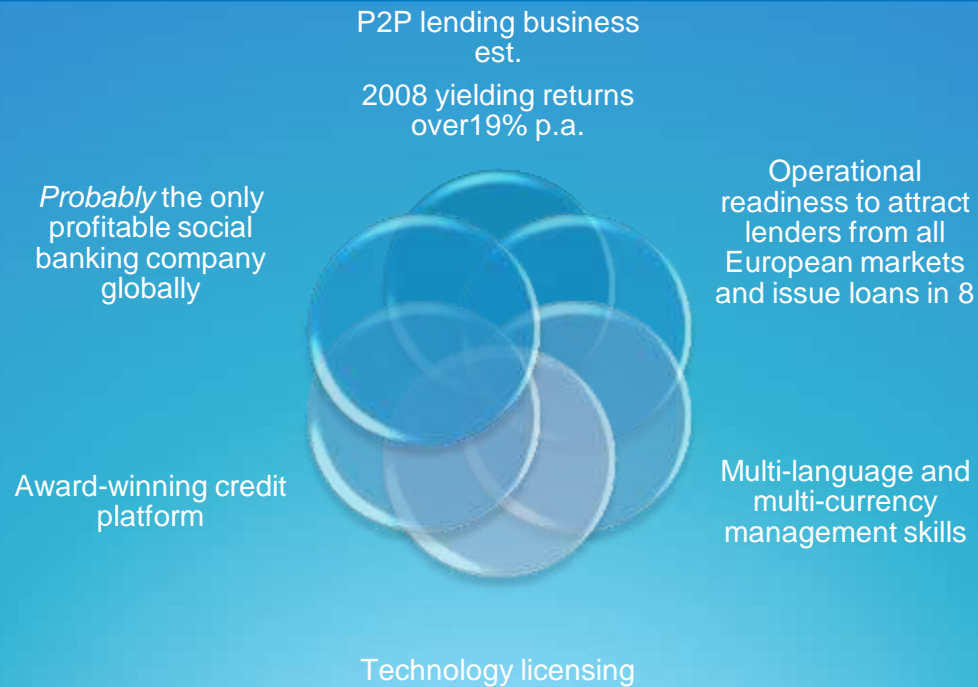 P2P lending business
est.
2008 yielding returns
over19% p.a.
Operational
readiness to attract
lenders from all
European markets
and issue loans in 8
Multi-language and
multi-currency
management skills
Technology licensing
Award-winning credit
platform
Probably the only
profitable social
banking company
globally